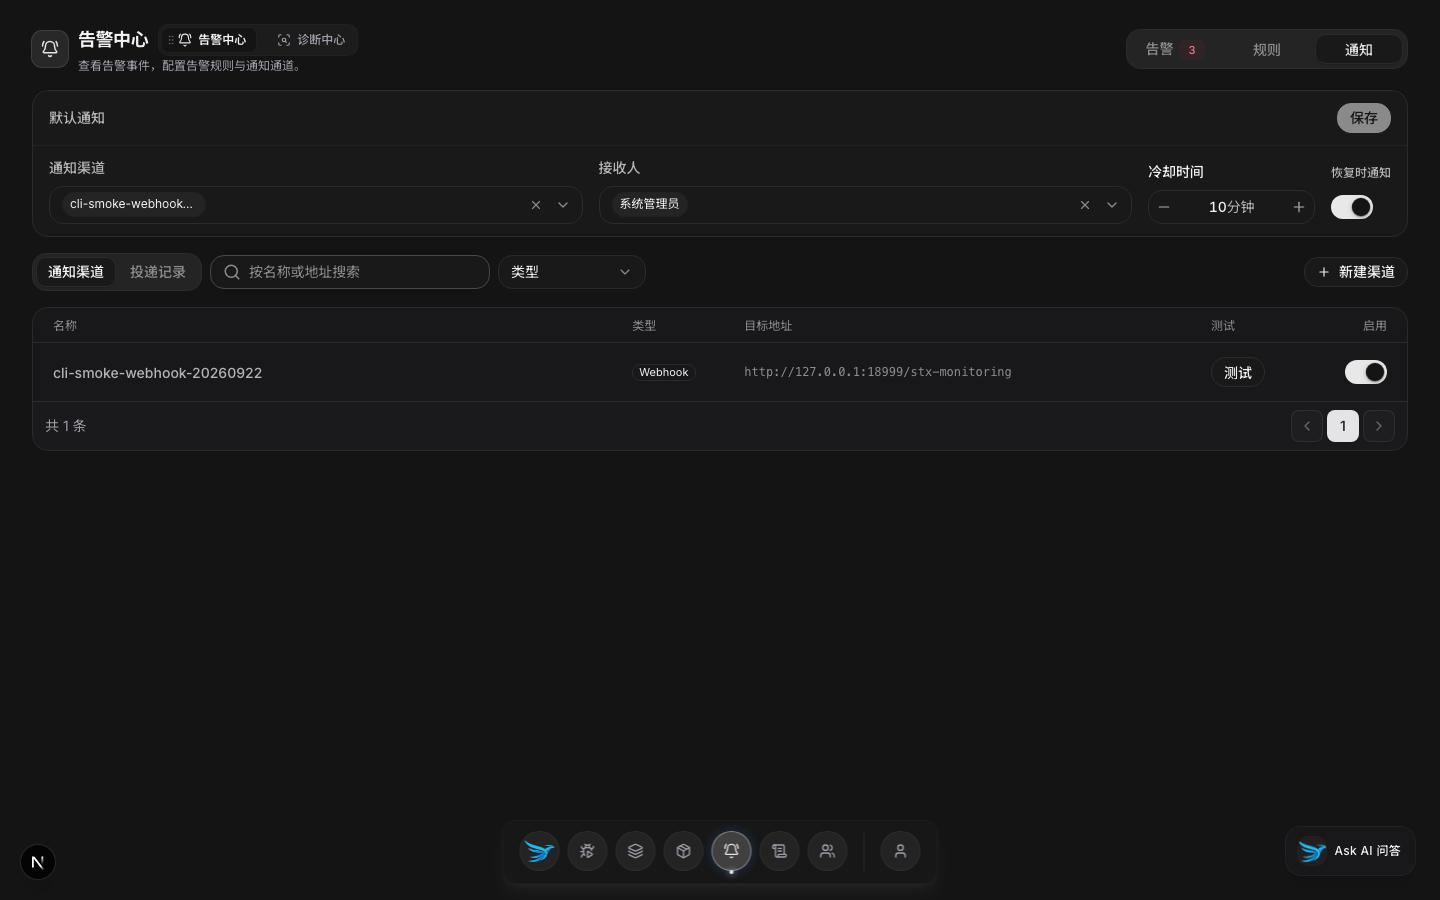 告警中心
告警中心
诊断中心
查看告警事件，配置告警规则与通知通道。
告警 3
规则
通知
默认通知
保存
通知渠道
接收人
冷却时间
恢复时通知
cli-smoke-webhook...
系统管理员
10分钟
通知渠道
投递记录
按名称或地址搜索
类型
新建渠道
名称
类型
目标地址
测试
启用
cli-smoke-webhook-20260922
Webhook
http://127.0.0.1:18999/stx-monitoring
测试
共 1 条
1
N
Ask AI 问答